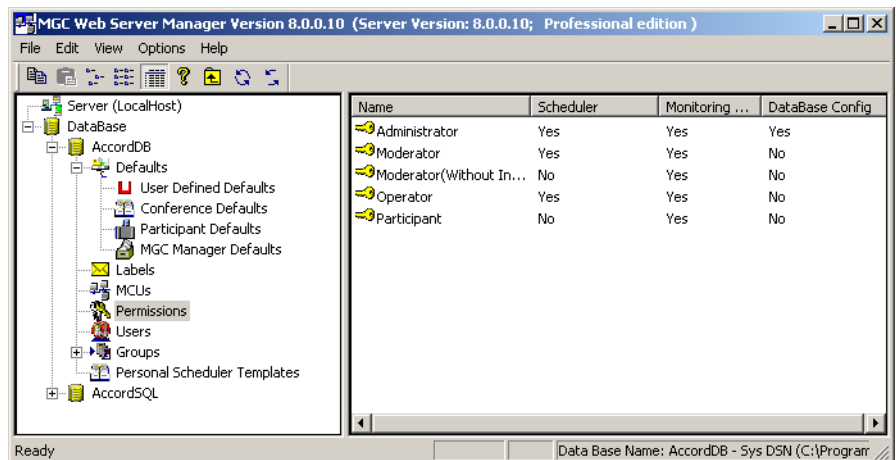 MGC Web Server Manager Version 8.0.0.10 (Server Version: 8.0.0.10; Professional edition )
File Edit View Options Help
Server (LocalHost)
DataBase
AccordDB
Defaults
User Defined Defaults
Conference Defaults
Participant Defaults
MGC Manager Defaults
Labels
MCUs
Permissions
Users
Groups
Personal Scheduler Templates
AccordSQL
Name Scheduler Monitoring ... DataBase Config
Administrator Yes Yes Yes
Moderator Yes Yes No
Moderator(Without In... No Yes No
Operator Yes Yes No
Participant No Yes No
Ready Data Base Name: AccordDB - Sys DSN (C:\Program